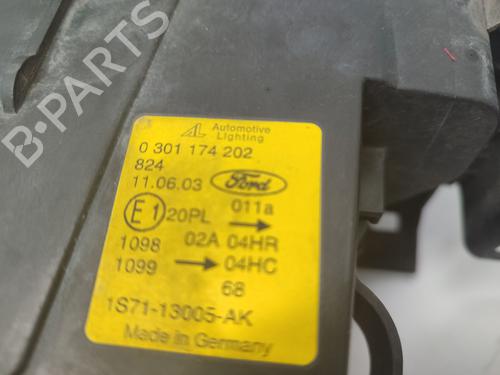 B-PARTS
AL Automotive Lighting
0 301 174 202
824
11.06.03 Ford
E1 20PL 011a →
1098 02A 04HR
1099 → 04HC
68
1S71-13005-AK
Made in Germany